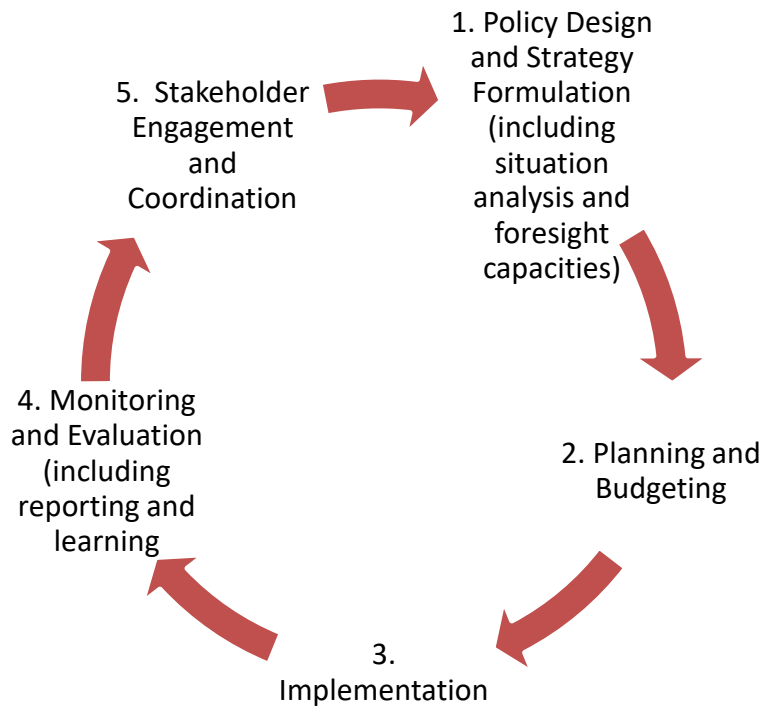 1. Policy Design
and Strategy
Formulation
(including
situation
analysis and
foresight
capacities)
2. Planning and
Budgeting
3.
Implementation
4. Monitoring
and Evaluation
(including
reporting and
learning
5.  Stakeholder
Engagement
and
Coordination